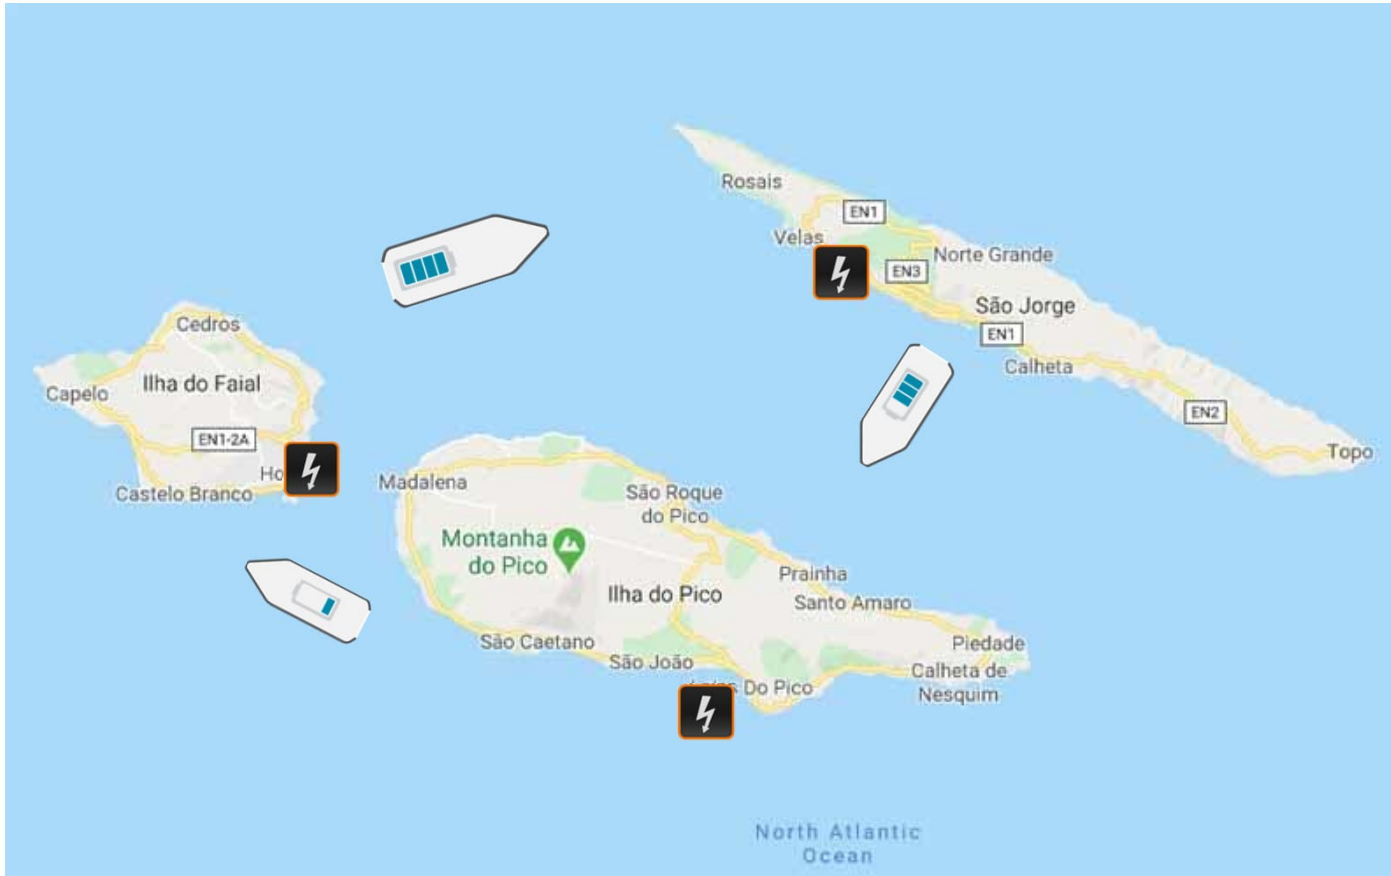 Rosais
EN1
Velas
Norte Grande
EN3
São Jorge
Cedros
EN1
Calheta
Ilha do Faial
Capelo
EN2
EN1-2A
Topo
Madalena
Castelo Branco
São Roque
do Pico
Montanha
do Pico
Prainha
Ilha do Pico
Santo Amaro
São Caetano
Piedade
São João
Calheta de
Nesquim
Do Pico
North Atlantic
Ocean